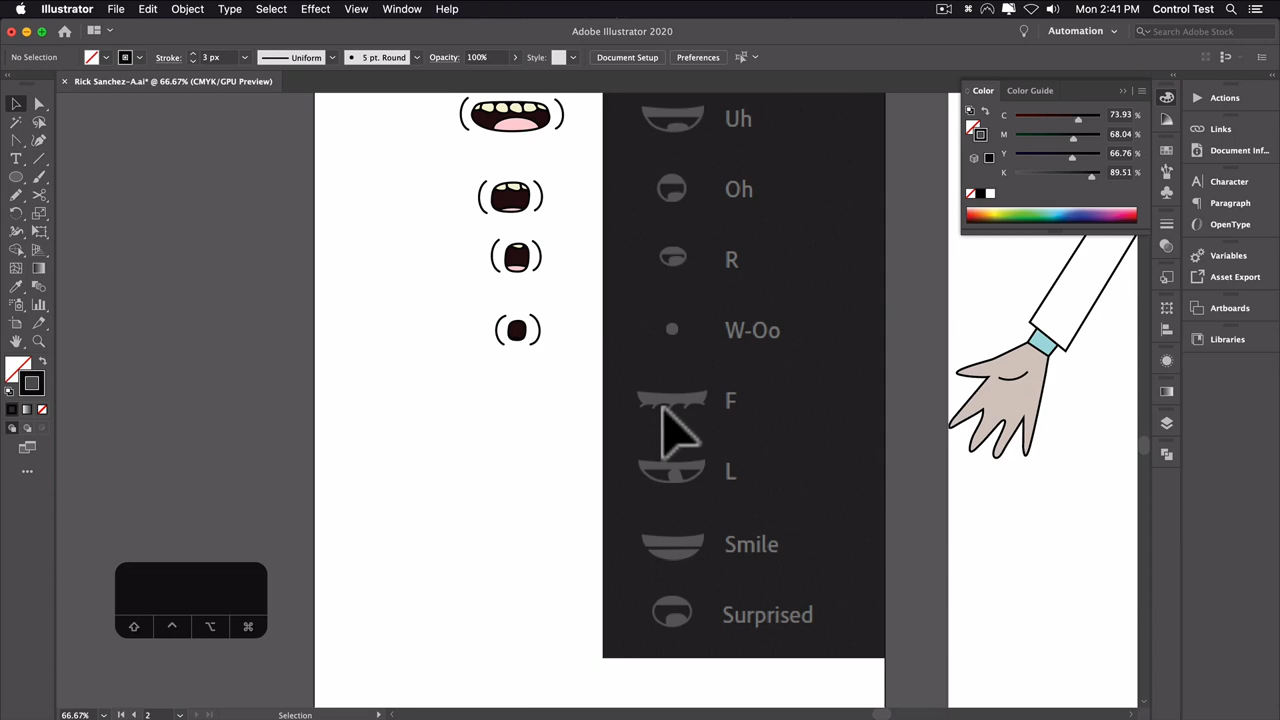 Illustrator File Edit Object Type Select Effect View Window Help Mon 2:41 PM Control Test
Adobe Illustrator 2020 Automation Search Adobe Stock
No Selection Stroke: 3 px Uniform 5 pt. Round Opacity: 100% Style: Document Setup Preferences
Rick Sanchez-A.ai* @ 66.67% (CMYK/GPU Preview)
Color Color Guide
C 73.93 %
M 68.04 %
Y 66.76 %
K 89.51 %
Actions
Links
Document Inf...
Character
Paragraph
OpenType
Variables
Asset Export
Artboards
Libraries
Uh
Oh
R
W-Oo
F
L
Smile
Surprised
66.67% 2 Selection